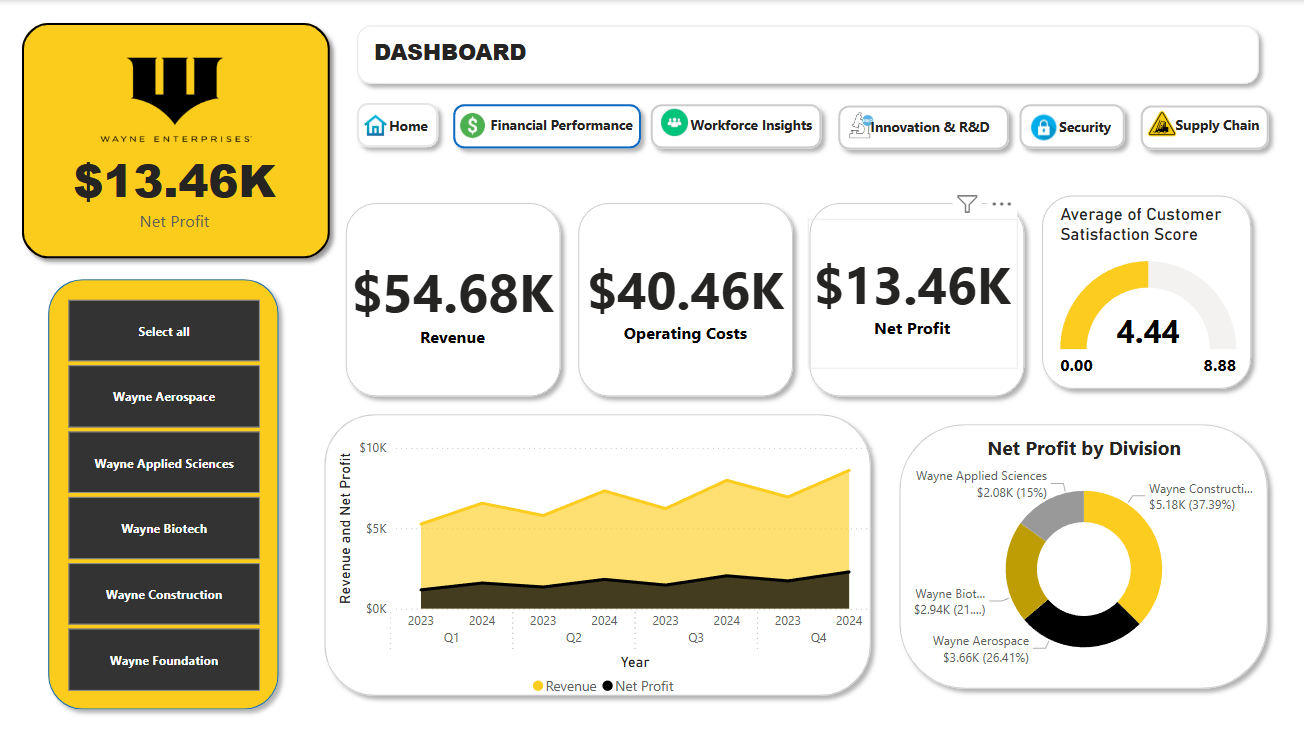 WAYNE ENTERPRISES
$13.46K
Net Profit
DASHBOARD
Home
Financial Performance
Workforce Insights
Innovation & R&D
Security
Supply Chain
Select all
Wayne Aerospace
Wayne Applied Sciences
Wayne Biotech
Wayne Construction
Wayne Foundation
$54.68K
Revenue
$40.46K
Operating Costs
$13.46K
Net Profit
Average of Customer
Satisfaction Score
4.44
0.00
8.88
Revenue and Net Profit
$10K
$5K
$0K
2023 2024 2023 2024 2023 2024 2023 2024
Q1 Q2 Q3 Q4
Year
Revenue Net Profit
Net Profit by Division
Wayne Applied Sciences
$2.08K (15%)
Wayne Constructi...
$5.18K (37.39%)
Wayne Biot...
$2.94K (21....)
Wayne Aerospace
$3.66K (26.41%)